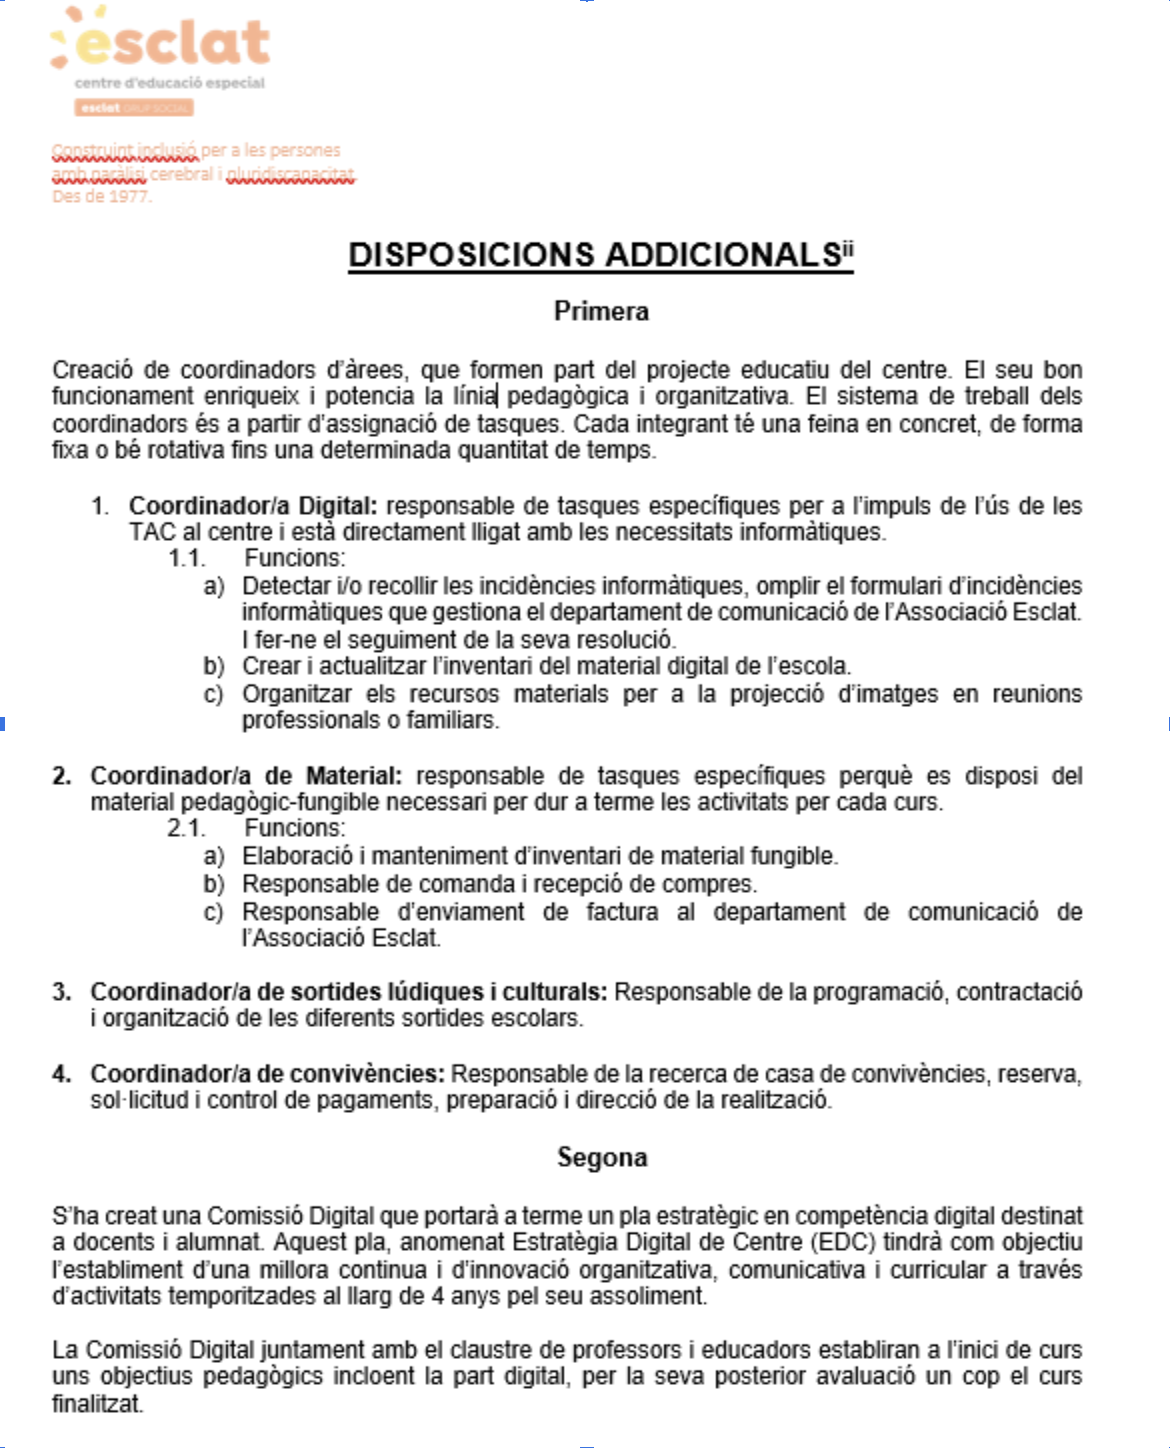 esclat
centre d'educació especial
esclat GRUP SOCIAL
Construint inclusió per a les persones
amb paràlisi cerebral i pluridiscapacitat
Des de 1977.
DISPOSICIONS ADDICIONALSii
Primera
Creació de coordinadors d'àrees, que formen part del projecte educatiu del centre. El seu bon
funcionament enriqueix i potencia la línia pedagògica i organitzativa. El sistema de treball dels
coordinadors és a partir d'assignació de tasques. Cada integrant té una feina en concret, de forma
fixa o bé rotativa fins una determinada quantitat de temps.
1. Coordinador/a Digital: responsable de tasques específiques per a l'impuls de l'ús de les
TAC al centre i està directament lligat amb les necessitats informàtiques.
1.1. Funcions:
a) Detectar i/o recollir les incidències informàtiques, omplir el formulari d'incidències
informàtiques que gestiona el departament de comunicació de l'Associació Esclat.
I fer-ne el seguiment de la seva resolució.
b) Crear i actualitzar l'inventari del material digital de l'escola.
c) Organitzar els recursos materials per a la projecció d'imatges en reunions
professionals o familiars.
2. Coordinador/a de Material: responsable de tasques específiques perquè es disposi del
material pedagògic-fungible necessari per dur a terme les activitats per cada curs.
2.1. Funcions:
a) Elaboració i manteniment d'inventari de material fungible.
b) Responsable de comanda i recepció de compres.
c) Responsable d'enviament de factura al departament de comunicació de
l'Associació Esclat.
3. Coordinador/a de sortides lúdiques i culturals: Responsable de la programació, contractació
i organització de les diferents sortides escolars.
4. Coordinador/a de convivències: Responsable de la recerca de casa de convivències, reserva,
sol·licitud i control de pagaments, preparació i direcció de la realització.
Segona
S'ha creat una Comissió Digital que portarà a terme un pla estratègic en competència digital destinat
a docents i alumnat. Aquest pla, anomenat Estratègia Digital de Centre (EDC) tindrà com objectiu
l'establiment d'una millora continua i d'innovació organitzativa, comunicativa i curricular a través
d'activitats temporitzades al llarg de 4 anys pel seu assoliment.
La Comissió Digital juntament amb el claustre de professors i educadors establiran a l'inici de curs
uns objectius pedagògics incloent la part digital, per la seva posterior avaluació un cop el curs
finalitzat.